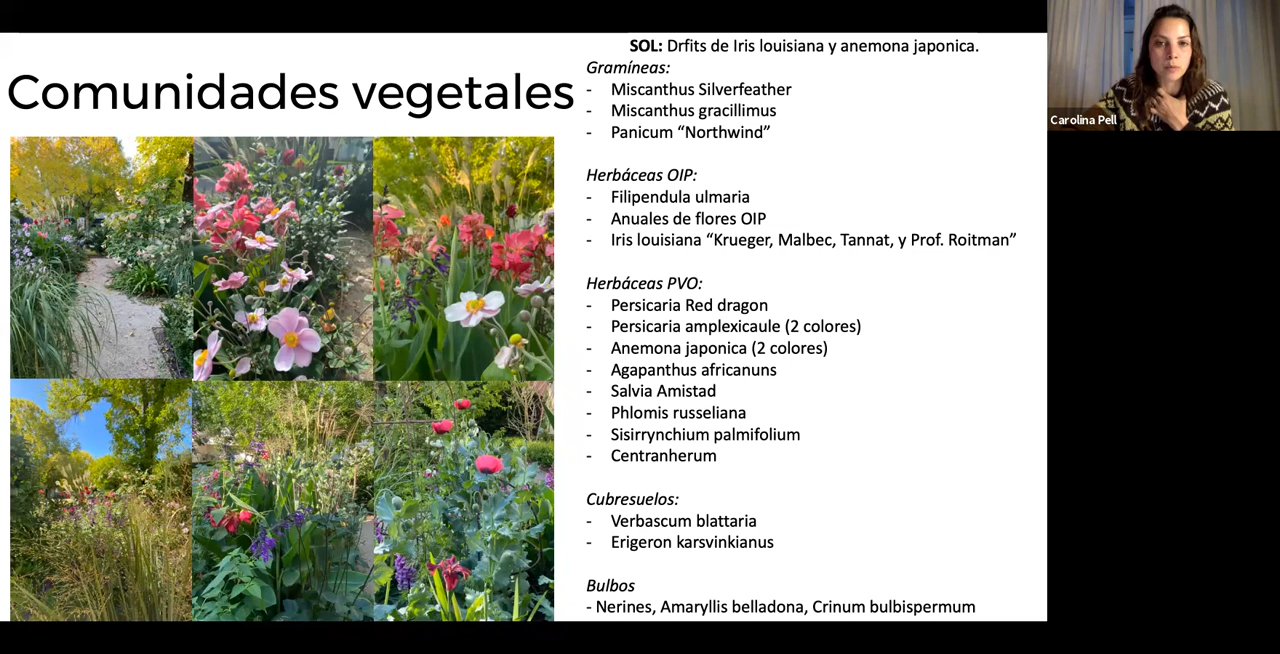 Comunidades vegetales
SOL: Drfits de Iris louisiana y anemona japonica.
Gramíneas:
- Miscanthus Silverfeather
- Miscanthus gracillimus
- Panicum “Northwind”
Herbáceas OIP:
- Filipendula ulmaria
- Anuales de flores OIP
- Iris louisiana “Krueger, Malbec, Tannat, y Prof. Roitman”
Herbáceas PVO:
- Persicaria Red dragon
- Persicaria amplexicaule (2 colores)
- Anemona japonica (2 colores)
- Agapanthus africanuns
- Salvia Amistad
- Phlomis russeliana
- Sisirrynchium palmifolium
- Centranherum
Cubresuelos:
- Verbascum blattaria
- Erigeron karsvinkianus
Bulbos
- Nerines, Amaryllis belladona, Crinum bulbispermum
Carolina Pell